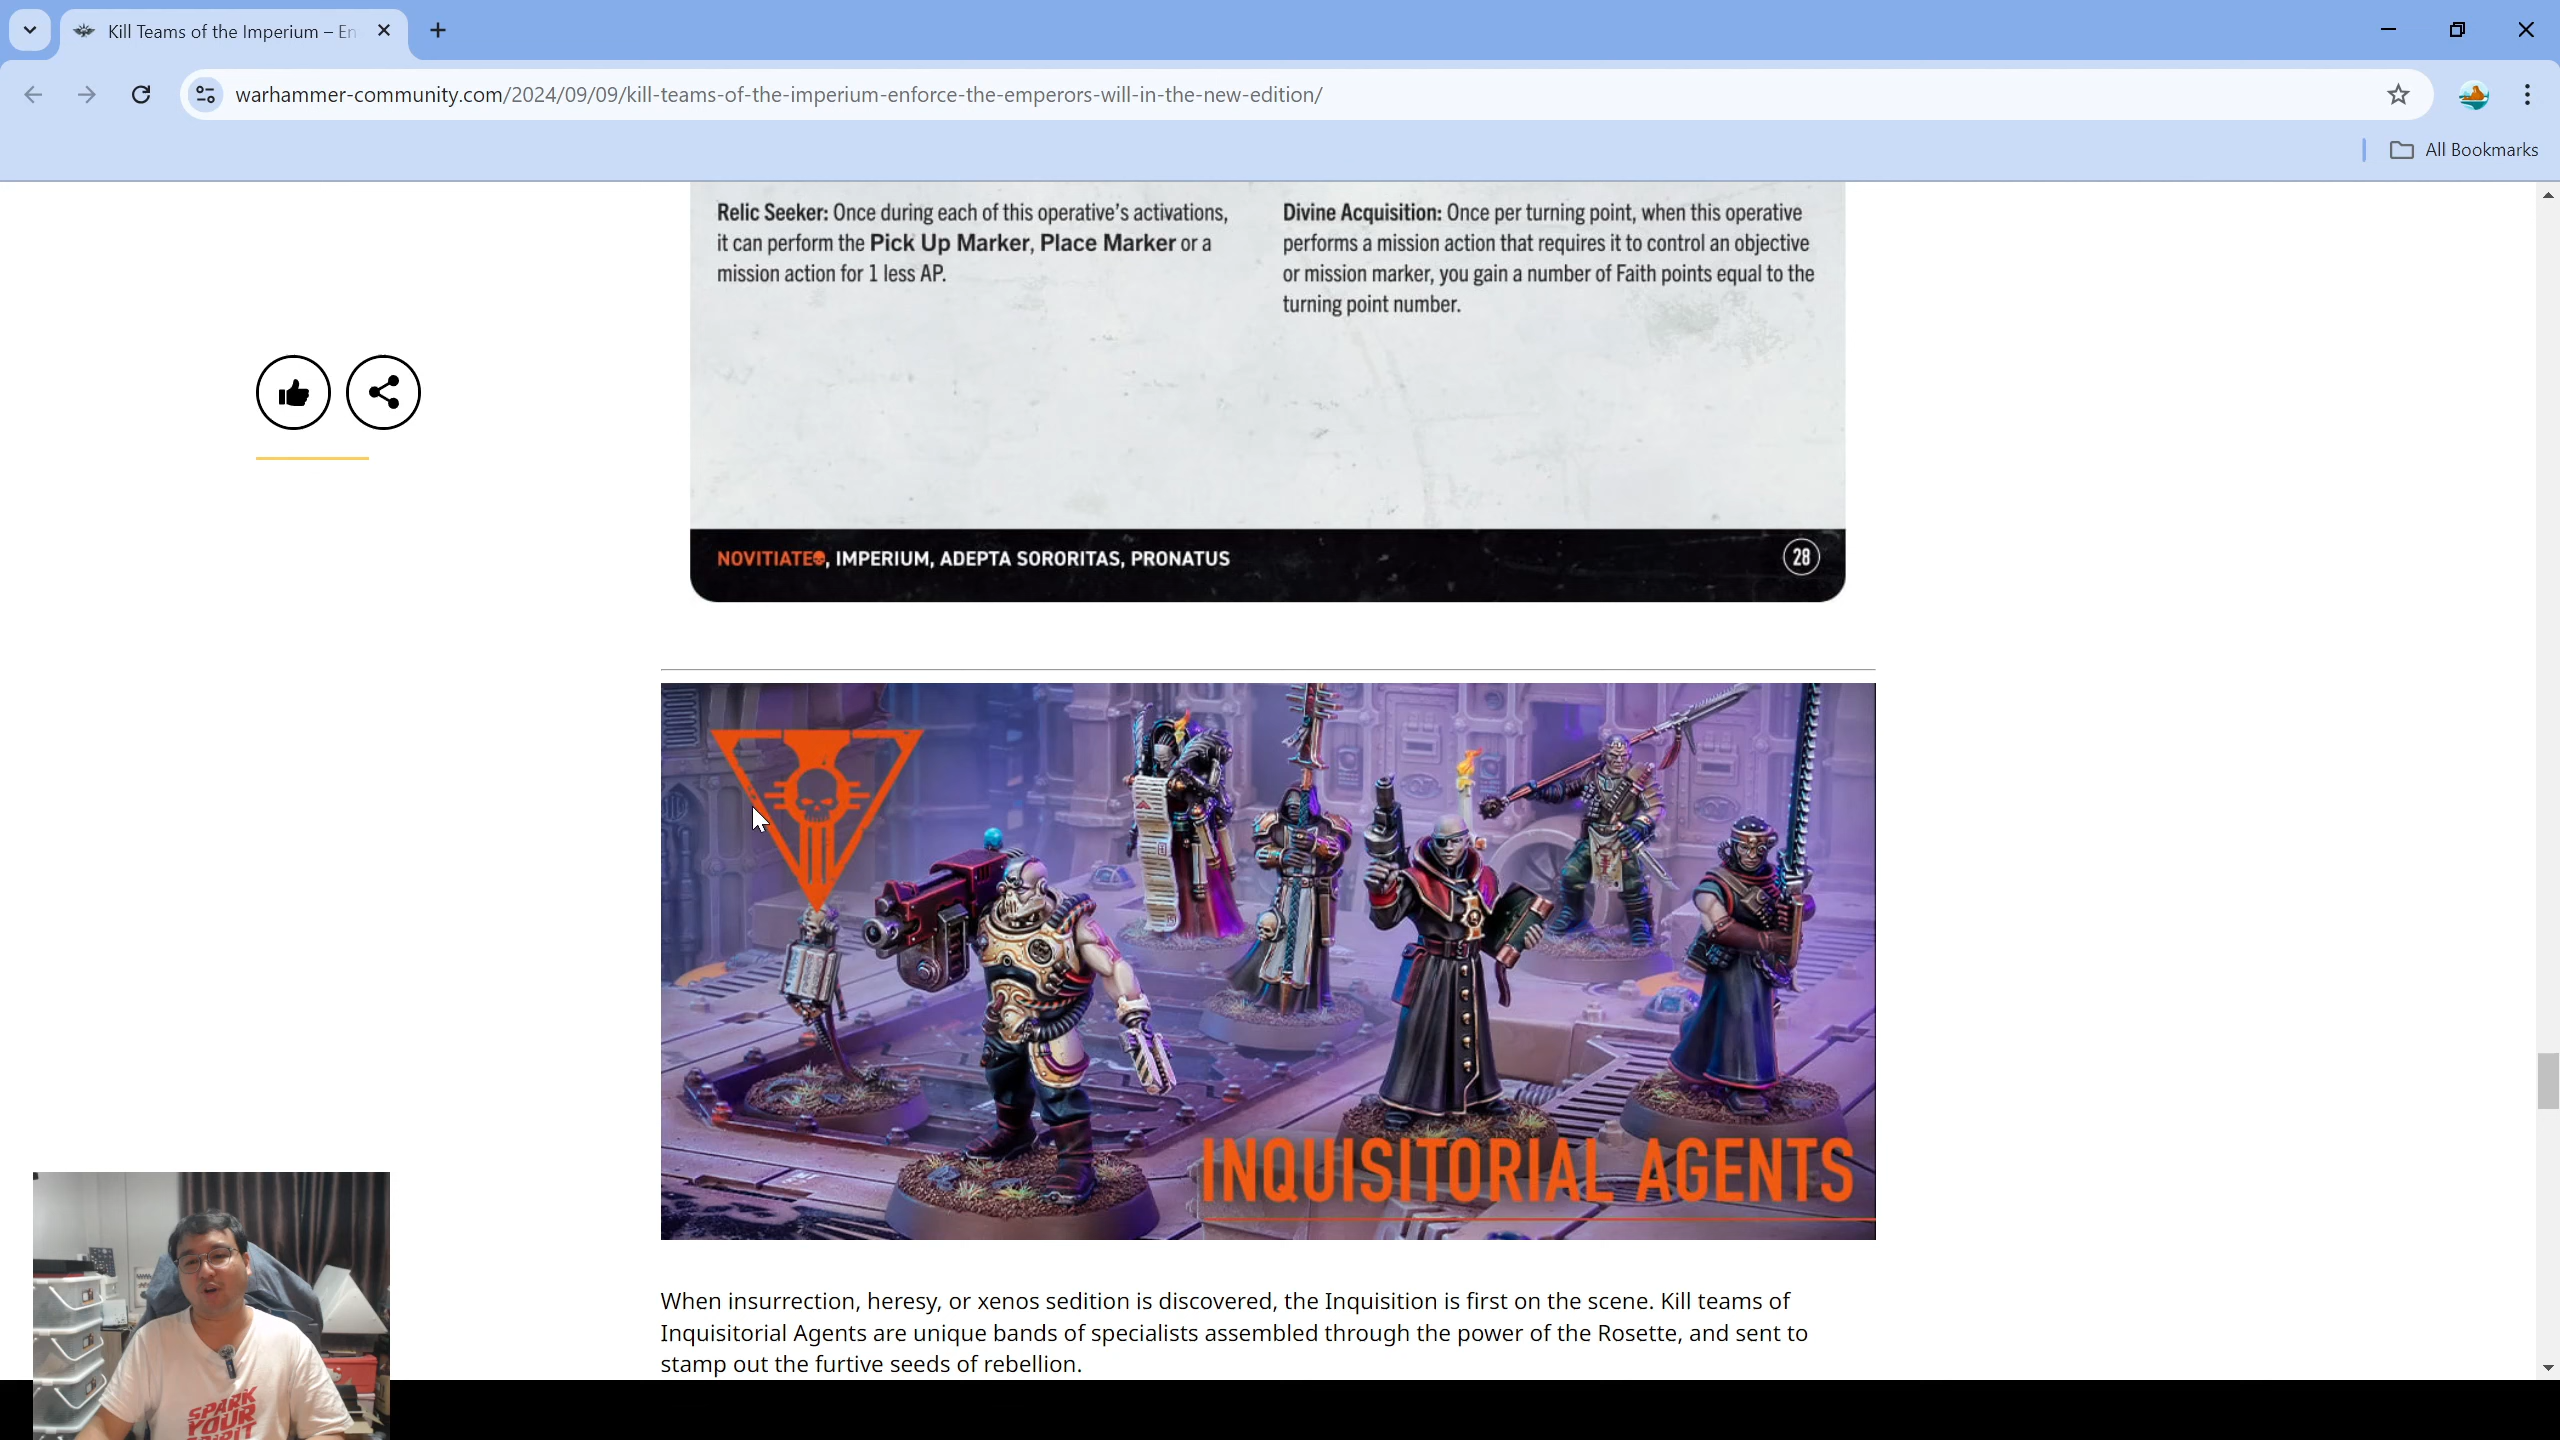 Kill Teams of the Imperium – En
warhammer-community.com/2024/09/09/kill-teams-of-the-imperium-enforce-the-emperors-will-in-the-new-edition/
All Bookmarks
Relic Seeker: Once during each of this operative's activations,
it can perform the Pick Up Marker, Place Marker or a
mission action for 1 less AP.
Divine Acquisition: Once per turning point, when this operative
performs a mission action that requires it to control an objective
or mission marker, you gain a number of Faith points equal to the
turning point number.
NOVITIATE, IMPERIUM, ADEPTA SORORITAS, PRONATUS
28
INQUISITORIAL AGENTS
When insurrection, heresy, or xenos sedition is discovered, the Inquisition is first on the scene. Kill teams of
Inquisitorial Agents are unique bands of specialists assembled through the power of the Rosette, and sent to
stamp out the furtive seeds of rebellion.
SPARK
YOUR